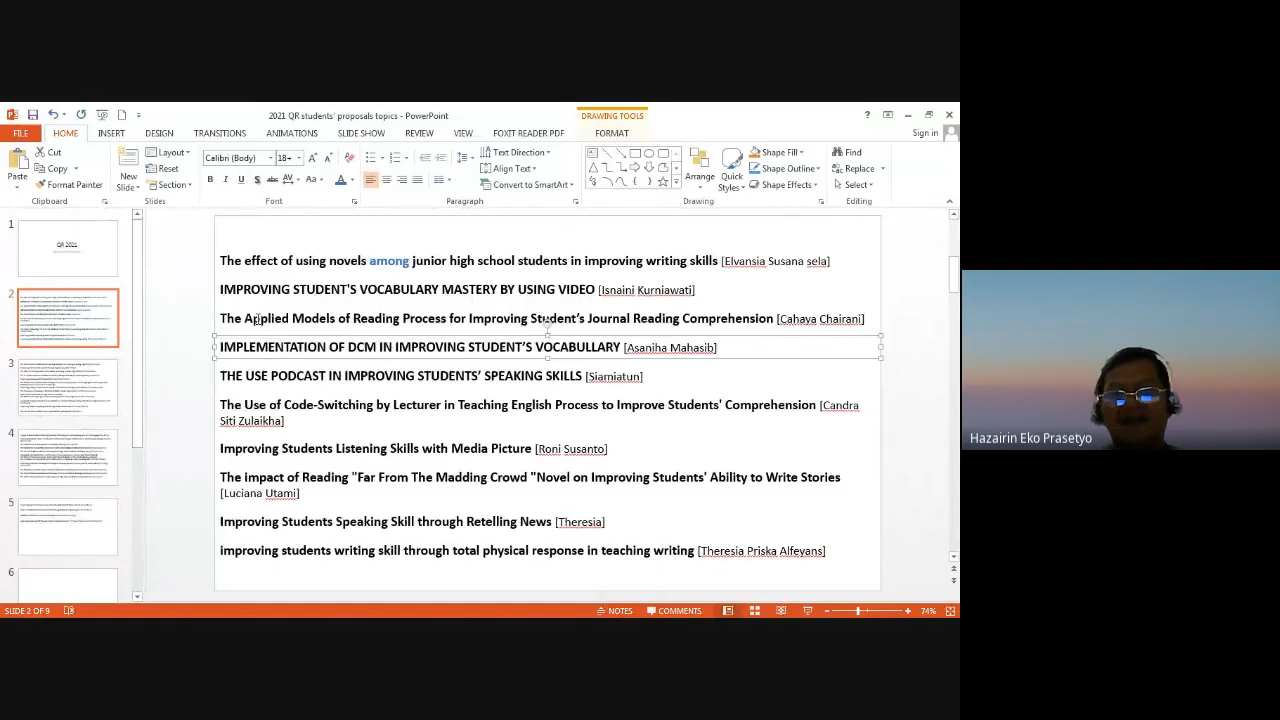 2021 QR students' proposals topics - PowerPoint
DRAWING TOOLS
Sign in
FILE HOME INSERT DESIGN TRANSITIONS ANIMATIONS SLIDE SHOW REVIEW VIEW FOXIT READER PDF FORMAT
Paste
Cut
Copy
Format Painter
Clipboard
New Slide
Layout
Reset
Section
Slides
Calibri (Body) 18+
Font
Text Direction
Align Text
Convert to SmartArt
Paragraph
Arrange
Quick Styles
Shape Fill
Shape Outline
Shape Effects
Drawing
Find
Replace
Select
Editing
1
QR 2021
2
3
4
5
6
The effect of using novels among junior high school students in improving writing skills [Elvansia Susana sela]
IMPROVING STUDENT'S VOCABULARY MASTERY BY USING VIDEO [Isnaini Kurniawati]
The Applied Models of Reading Process for Improving Student's Journal Reading Comprehension [Cahaya Chairani]
IMPLEMENTATION OF DCM IN IMPROVING STUDENT'S VOCABULLARY [Asaniha Mahasib]
THE USE PODCAST IN IMPROVING STUDENTS' SPEAKING SKILLS [Siamiatun]
The Use of Code-Switching by Lecturer in Teaching English Process to Improve Students' Comprehension [Candra
Siti Zulaikha]
Improving Students Listening Skills with Media Picture [Roni Susanto]
The impact of Reading "Far From The Madding Crowd "Novel on Improving Students' Ability to Write Stories
[Luciana Utami]
Improving Students Speaking Skill through Retelling News [Theresia]
improving students writing skill through total physical response in teaching writing [Theresia Priska Alfeyans]
Hazairin Eko Prasetyo
SLIDE 2 OF 9
NOTES
COMMENTS
74%